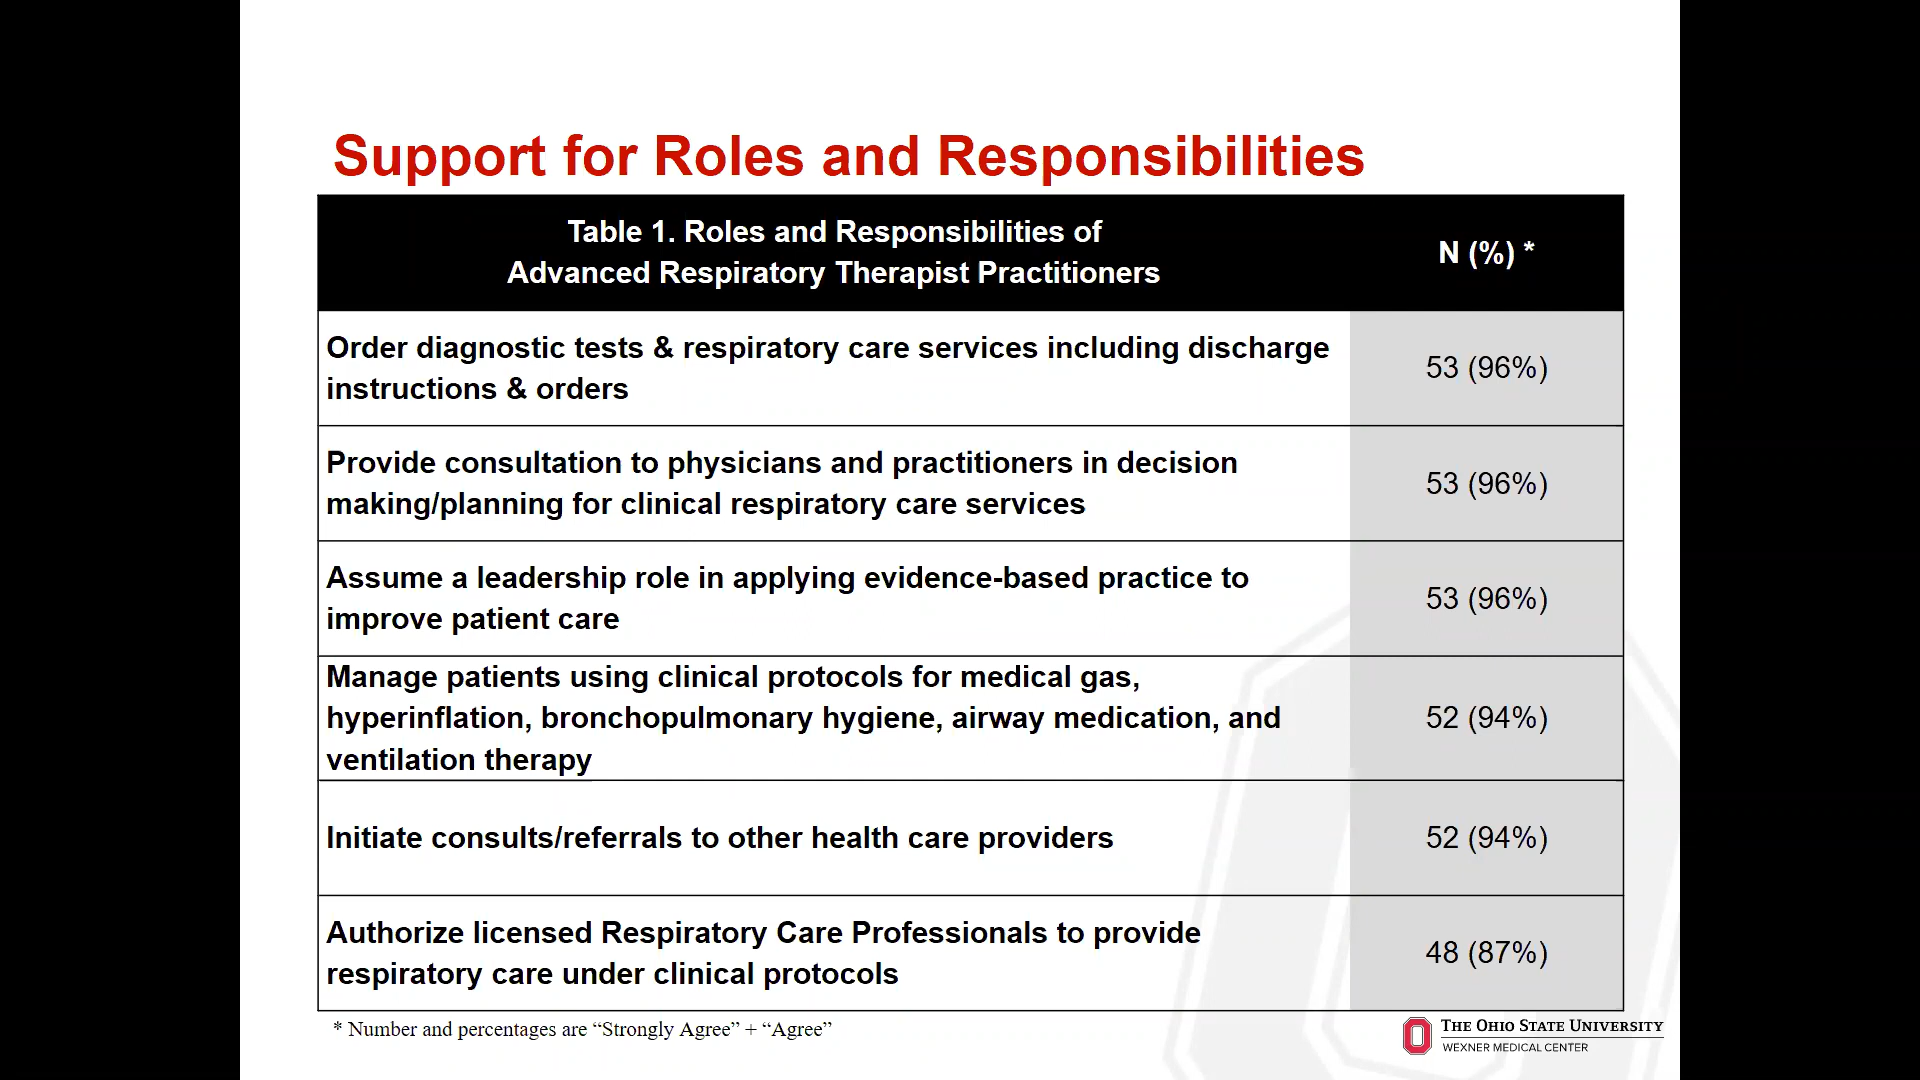 Support for Roles and Responsibilities
Table 1. Roles and Responsibilities of
Advanced Respiratory Therapist Practitioners
N (%) *
Order diagnostic tests & respiratory care services including discharge
instructions & orders
53 (96%)
Provide consultation to physicians and practitioners in decision
making/planning for clinical respiratory care services
53 (96%)
Assume a leadership role in applying evidence-based practice to
improve patient care
53 (96%)
Manage patients using clinical protocols for medical gas,
hyperinflation, bronchopulmonary hygiene, airway medication, and
ventilation therapy
52 (94%)
Initiate consults/referrals to other health care providers
52 (94%)
Authorize licensed Respiratory Care Professionals to provide
respiratory care under clinical protocols
48 (87%)
* Number and percentages are “Strongly Agree” + “Agree”
THE OHIO STATE UNIVERSITY
WEXNER MEDICAL CENTER